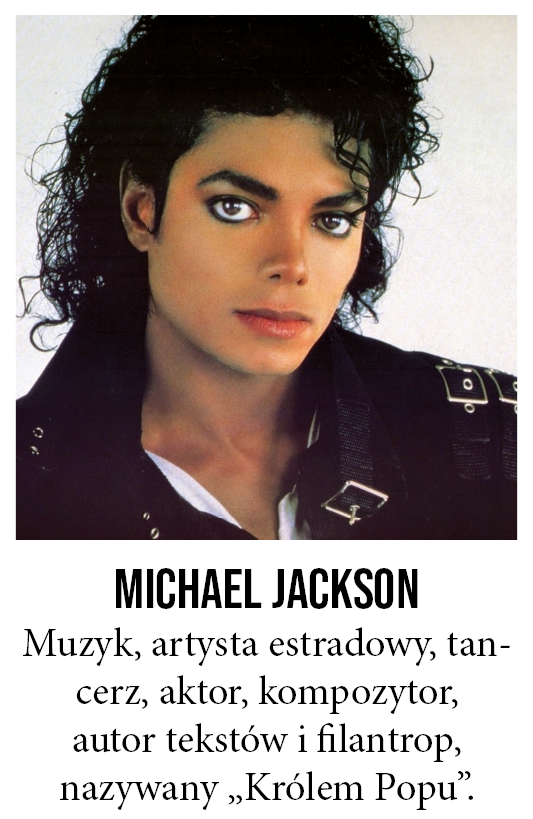 MICHAEL JACKSON
Muzyk, artysta estradowy, tan-
cerz, aktor, kompozytor,
autor tekstów i filantrop,
nazywany „Królem Popu”.